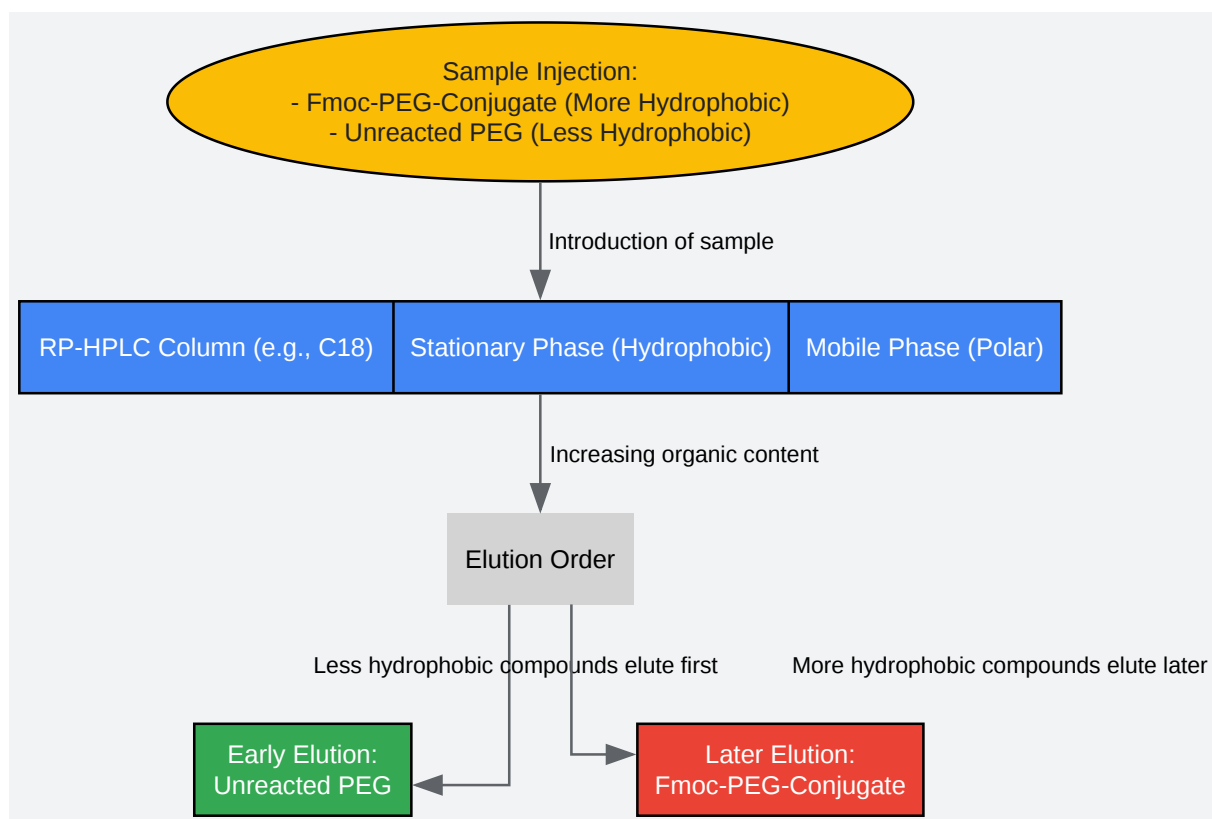 Sample Injection:
- Fmoc-PEG-Conjugate (More Hydrophobic)
- Unreacted PEG (Less Hydrophobic)
Introduction of sample
RP-HPLC Column (e.g., C18)
Stationary Phase (Hydrophobic)
Mobile Phase (Polar)
Increasing organic content
Elution Order
Less hydrophobic compounds elute first
More hydrophobic compounds elute later
Early Elution:
Unreacted PEG
Later Elution:
Fmoc-PEG-Conjugate